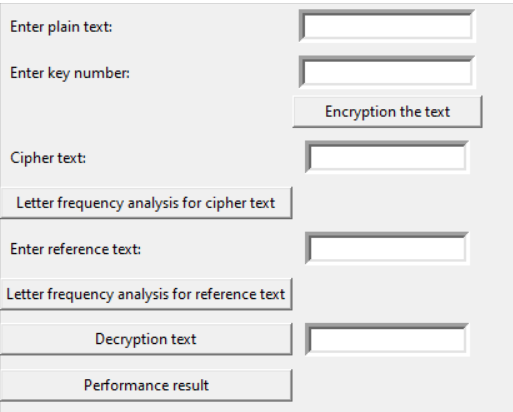 Enter plain text:
Enter key number:
Encryption the text
Cipher text:
Letter frequency analysis for cipher text
Enter reference text:
Letter frequency analysis for reference text
Decryption text
Performance result